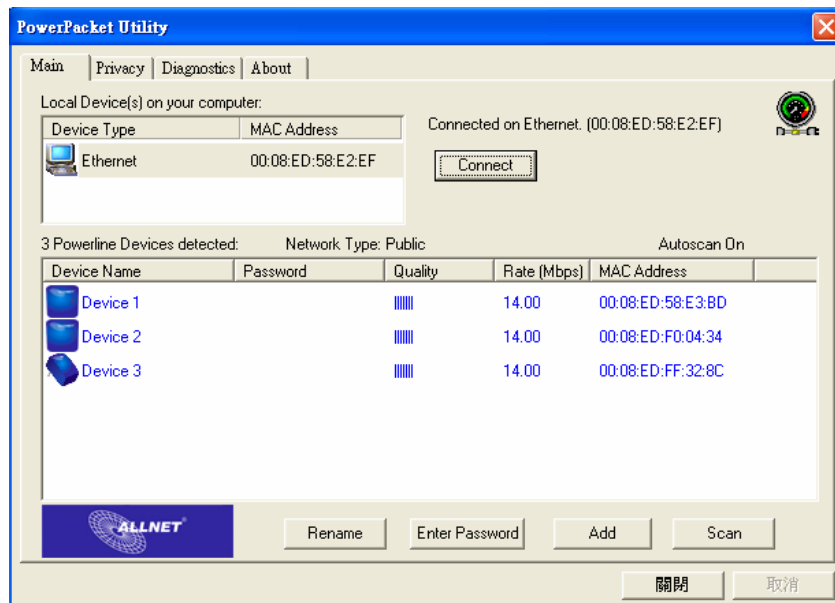 PowerPacket Utility
Main Privacy Diagnostics About
Local Device(s) on your computer:
Device Type MAC Address
Ethernet 00:08:ED:58:E2:EF
Connected on Ethernet. (00:08:ED:58:E2:EF)
Connect
3 Powerline Devices detected: Network Type: Public Autoscan On
Device Name Password Quality Rate (Mbps) MAC Address
Device 1 14.00 00:08:ED:58:E3:BD
Device 2 14.00 00:08:ED:F0:04:34
Device 3 14.00 00:08:ED:FF:32:8C
ALLNET®
Rename Enter Password Add Scan
關閉 取消